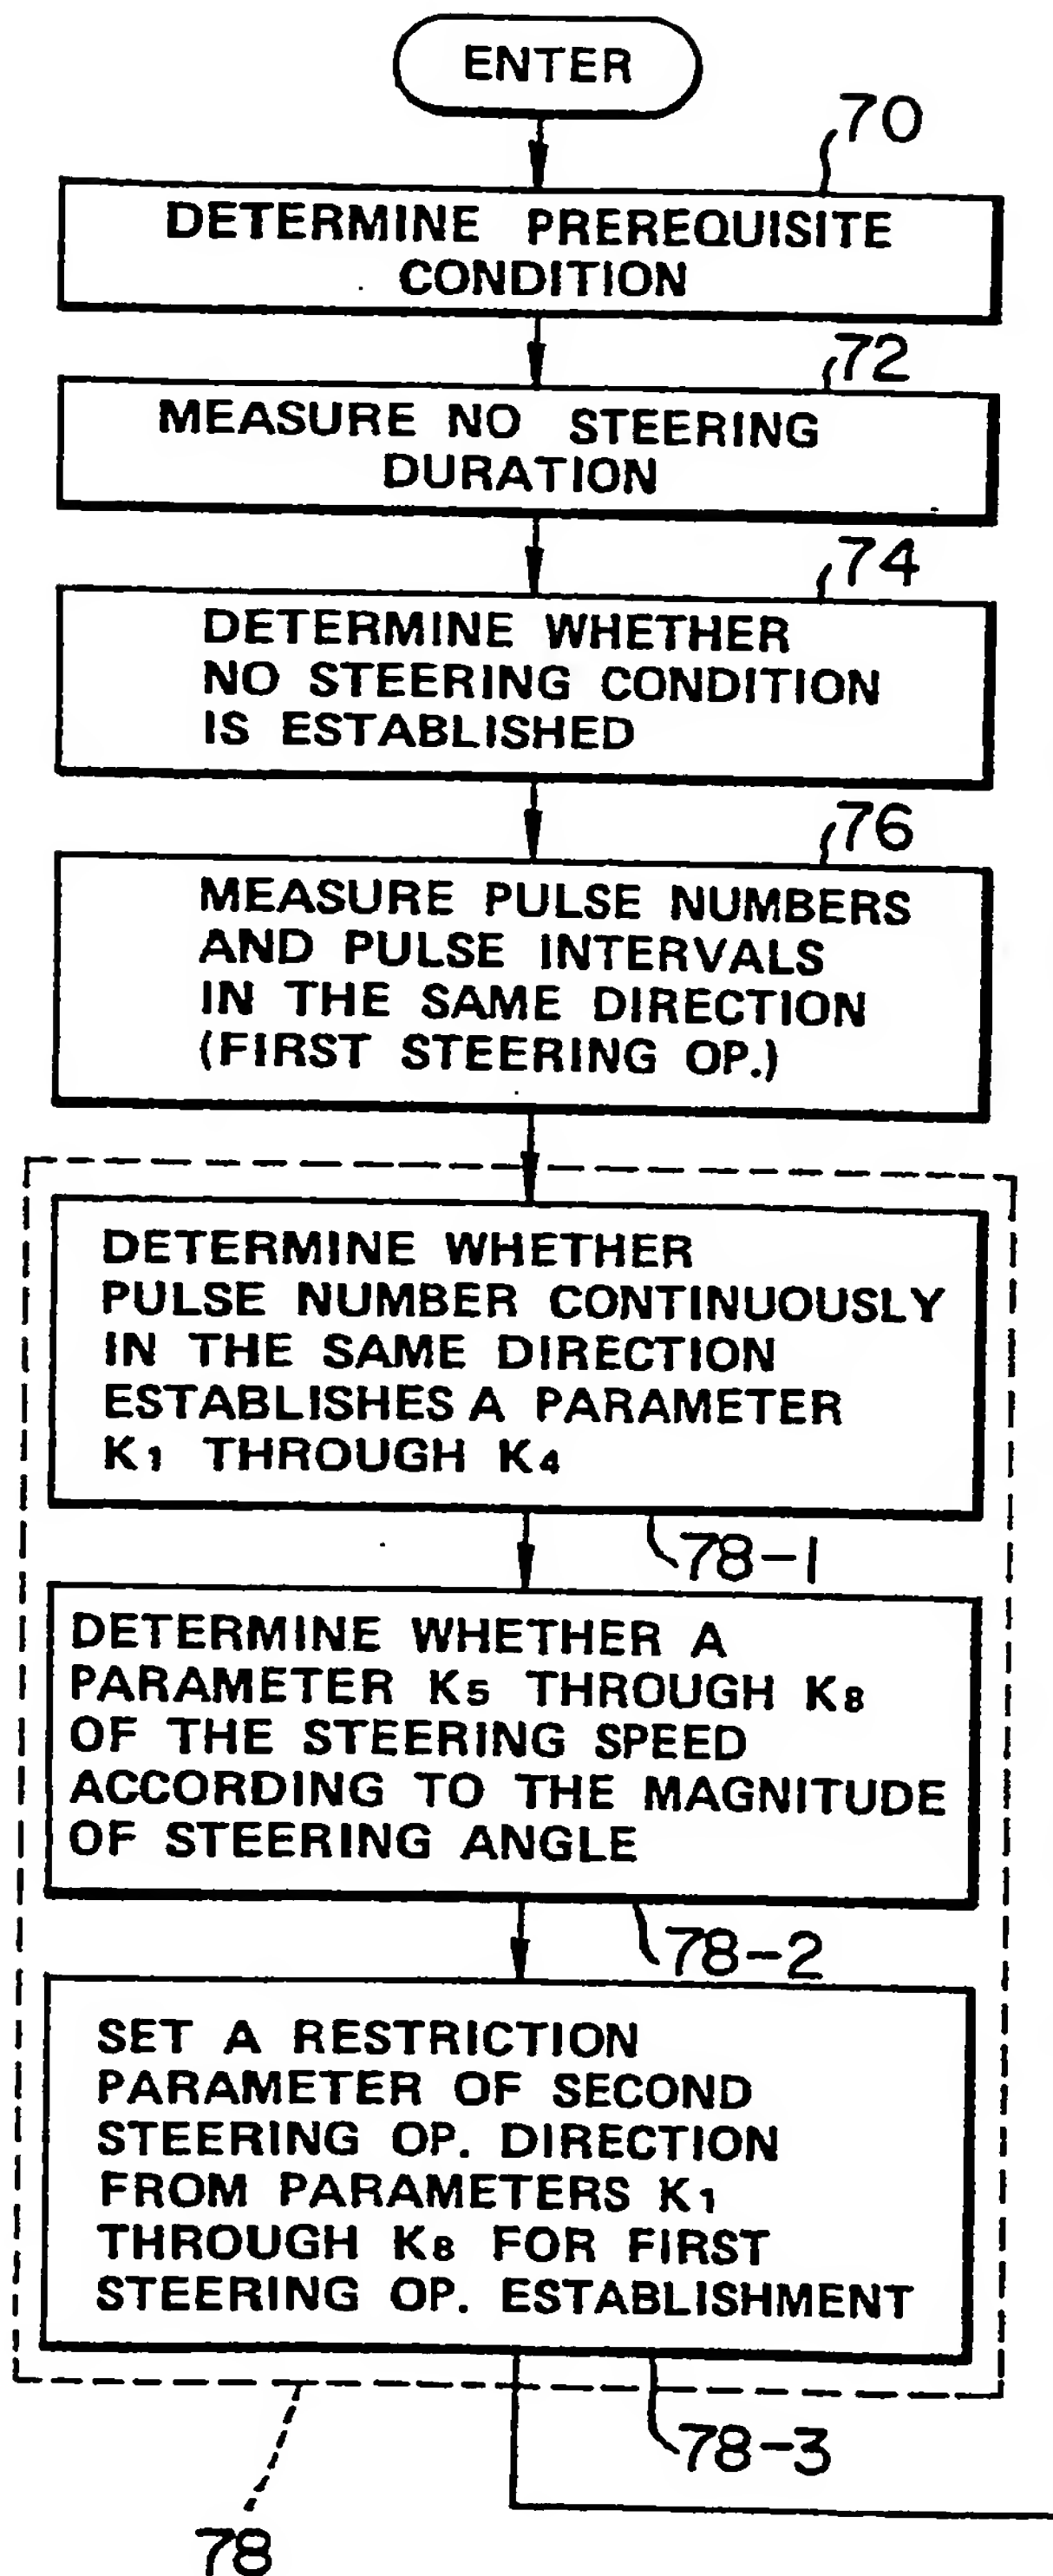 ENTER
70
DETERMINE PREREQUISITE
CONDITION
72
MEASURE NO STEERING
DURATION
74
DETERMINE WHETHER
NO STEERING CONDITION
IS ESTABLISHED
76
MEASURE PULSE NUMBERS
AND PULSE INTERVALS
IN THE SAME DIRECTION
(FIRST STEERING OP.)
DETERMINE WHETHER
PULSE NUMBER CONTINUOUSLY
IN THE SAME DIRECTION
ESTABLISHES A PARAMETER
K₁ THROUGH K₄
78-1
DETERMINE WHETHER A
PARAMETER K₅ THROUGH K₈
OF THE STEERING SPEED
ACCORDING TO THE MAGNITUDE
OF STEERING ANGLE
78-2
SET A RESTRICTION
PARAMETER OF SECOND
STEERING OP. DIRECTION
FROM PARAMETERS K₁
THROUGH K₈ FOR FIRST
STEERING OP. ESTABLISHMENT
78-3
78